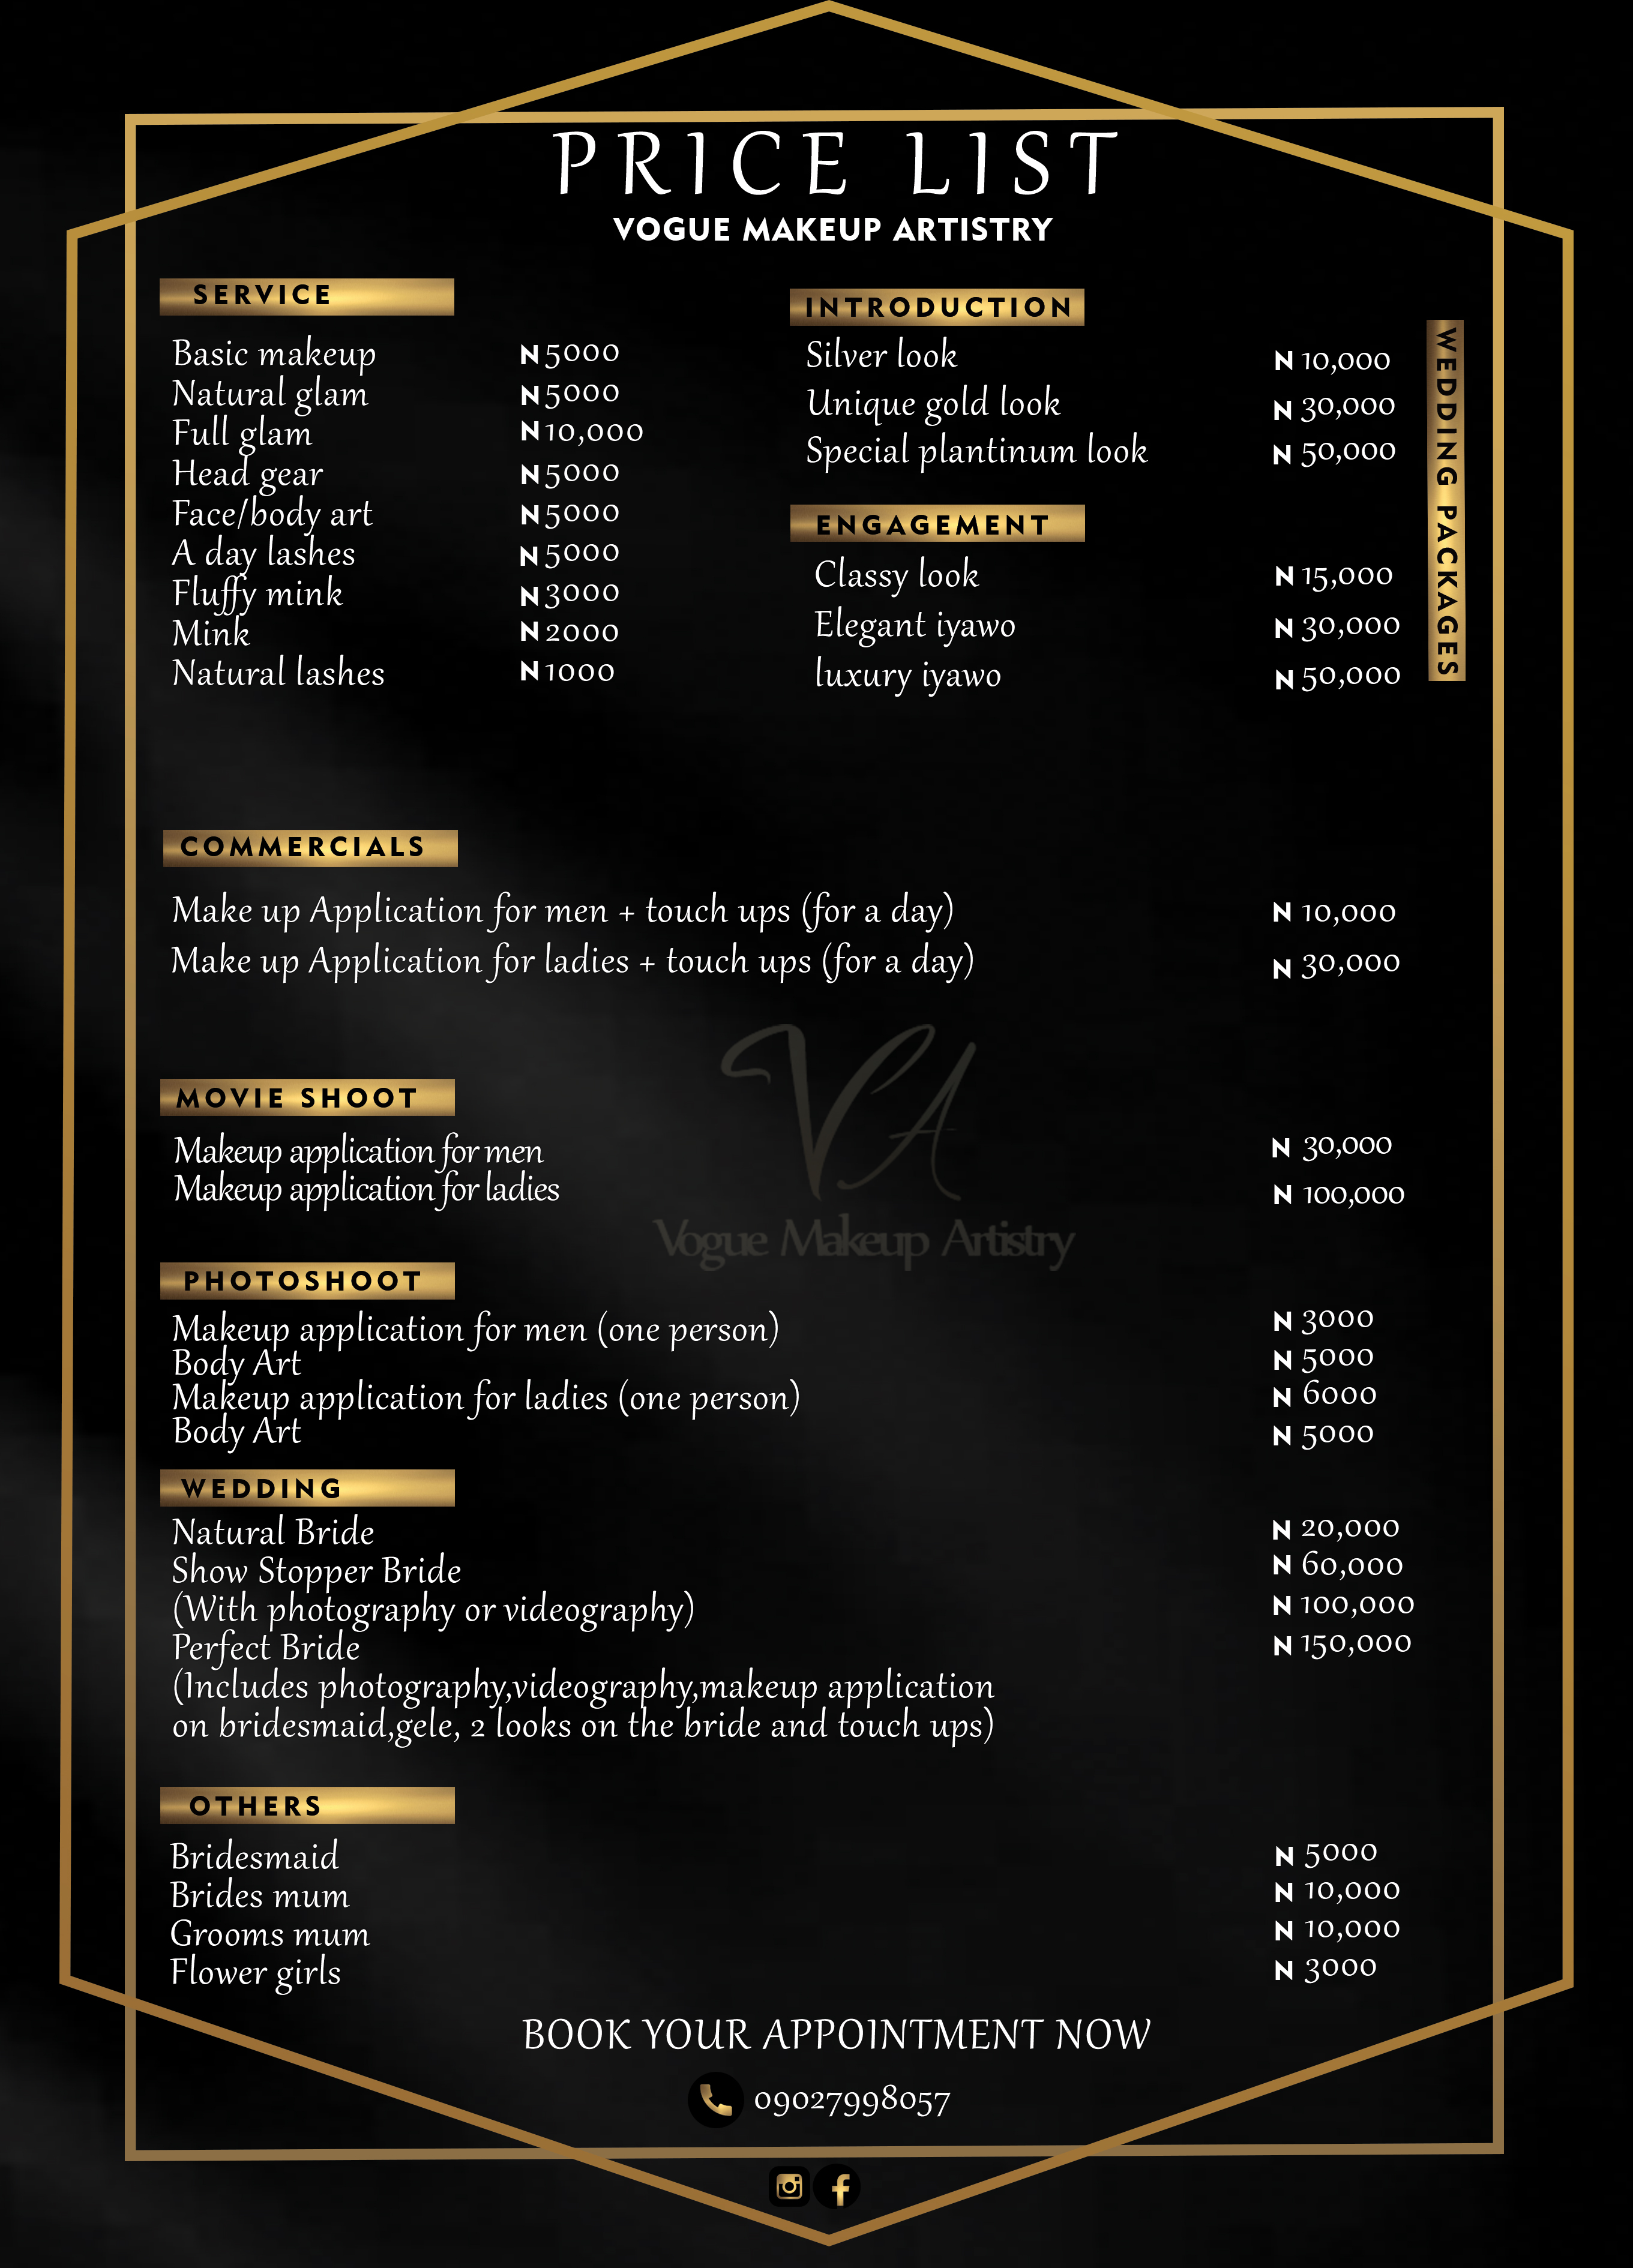 PRICE LIST
VOGUE MAKEUP ARTISTRY
SERVICE
Basic makeup N5000
Natural glam N5000
Full glam N10,000
Head gear N5000
Face/body art N5000
A day lashes N5000
Fluffy mink N3000
Mink N2000
Natural lashes N1000
INTRODUCTION
Silver look N 10,000
Unique gold look N 30,000
Special plantinum look N 50,000
ENGAGEMENT
Classy look N 15,000
Elegant iyawo N 30,000
luxury iyawo N 50,000
WEDDING PACKAGES
COMMERCIALS
Make up Application for men + touch ups (for a day) N 10,000
Make up Application for ladies + touch ups (for a day) N 30,000
VA
Vogue Makeup Artistry
MOVIE SHOOT
Makeup application for men N 30,000
Makeup application for ladies N 100,000
PHOTOSHOOT
Makeup application for men (one person) N 3000
Body Art N 5000
Makeup application for ladies (one person) N 6000
Body Art N 5000
WEDDING
Natural Bride N 20,000
Show Stopper Bride N 60,000
(With photography or videography) N 100,000
Perfect Bride N 150,000
(Includes photography,videography,makeup application
on bridesmaid,gele, 2 looks on the bride and touch ups)
OTHERS
Bridesmaid N 5000
Brides mum N 10,000
Grooms mum N 10,000
Flower girls N 3000
BOOK YOUR APPOINTMENT NOW
09027998057